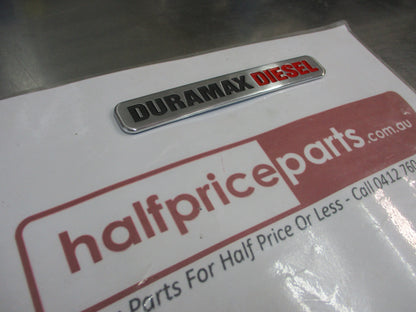 DURAMAX DIESEL
halfpriceparts.com.au
Parts For Half Price Or Less - Call 0412 760